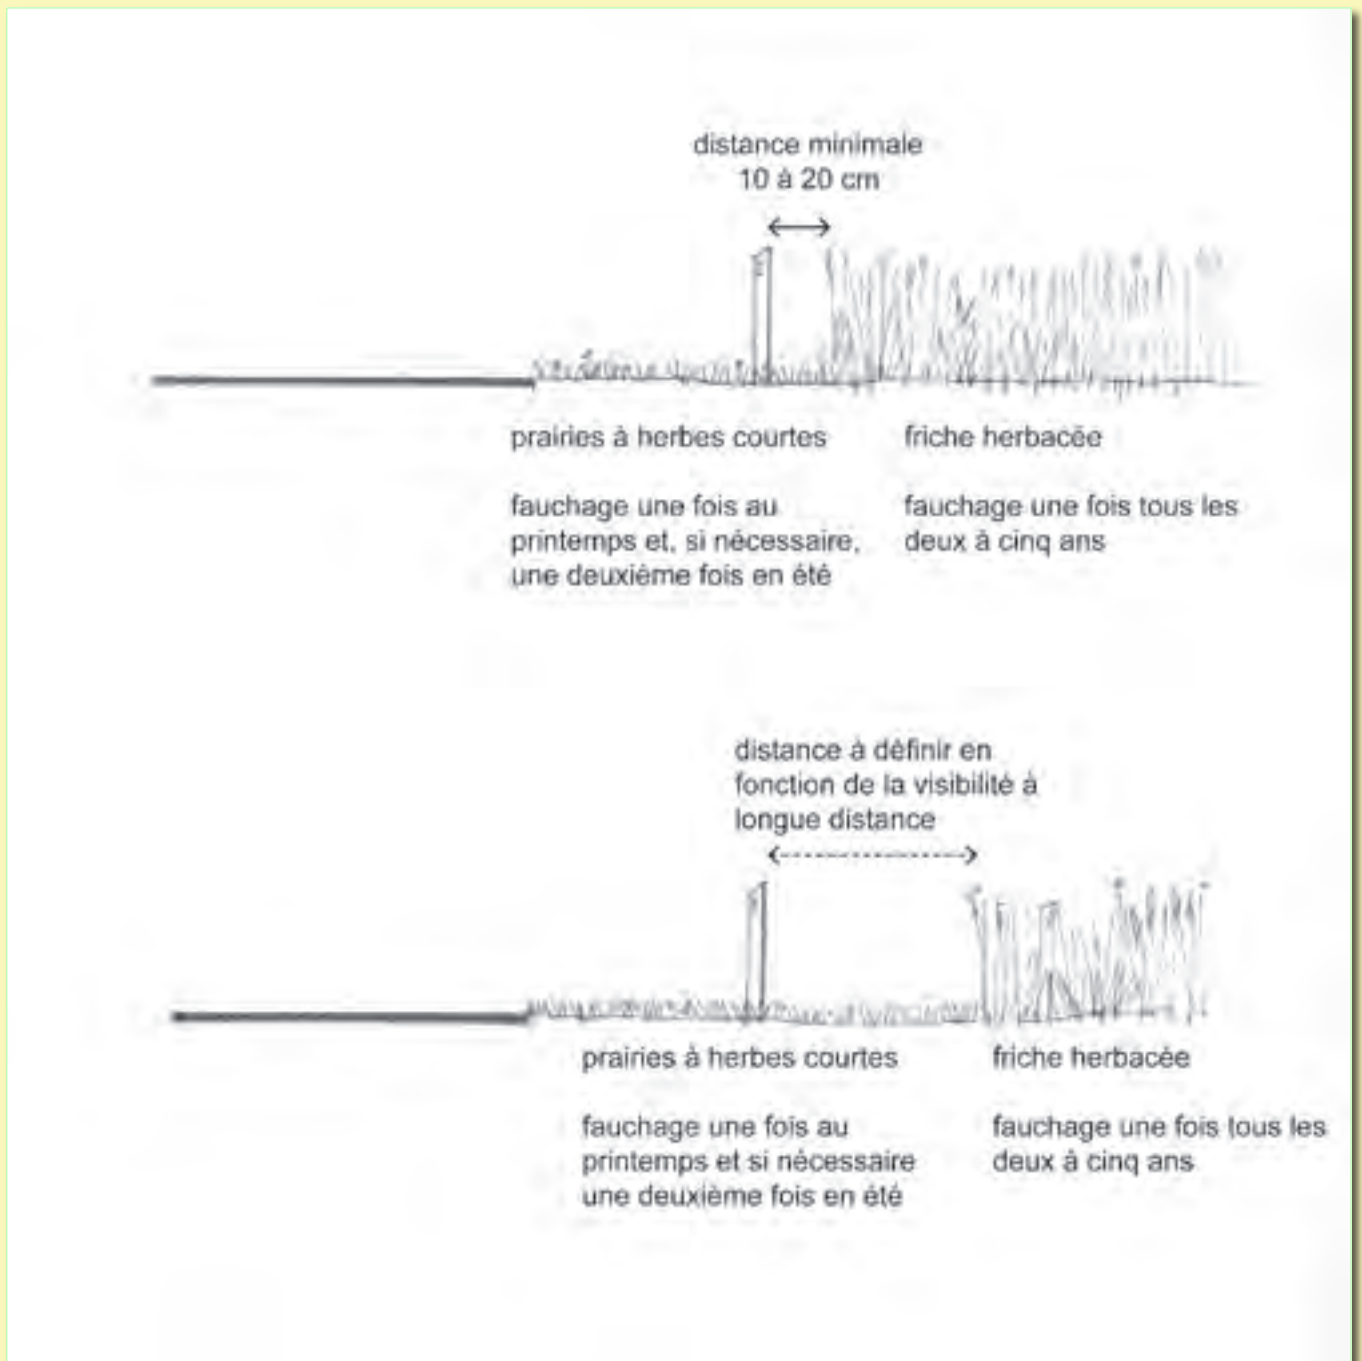 distance minimale
10 à 20 cm
prairies à herbes courtes
friche herbacée
fauchage une fois au
printemps et, si nécessaire,
une deuxième fois en été
fauchage une fois tous les
deux à cinq ans
distance à définir en
fonction de la visibilité à
longue distance
prairies à herbes courtes
friche herbacée
fauchage une fois au
printemps et si nécessaire
une deuxième fois en été
fauchage une fois tous les
deux à cinq ans